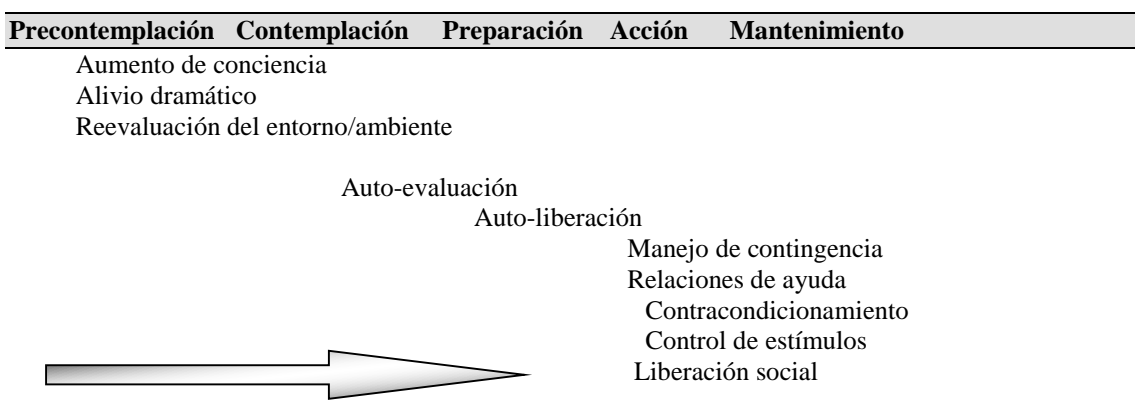 Precontemplación Contemplación Preparación Acción Mantenimiento
Aumento de conciencia
Alivio dramático
Reevaluación del entorno/ambiente
Auto-evaluación
Auto-liberación
Manejo de contingencia
Relaciones de ayuda
Contracondicionamiento
Control de estímulos
Liberación social